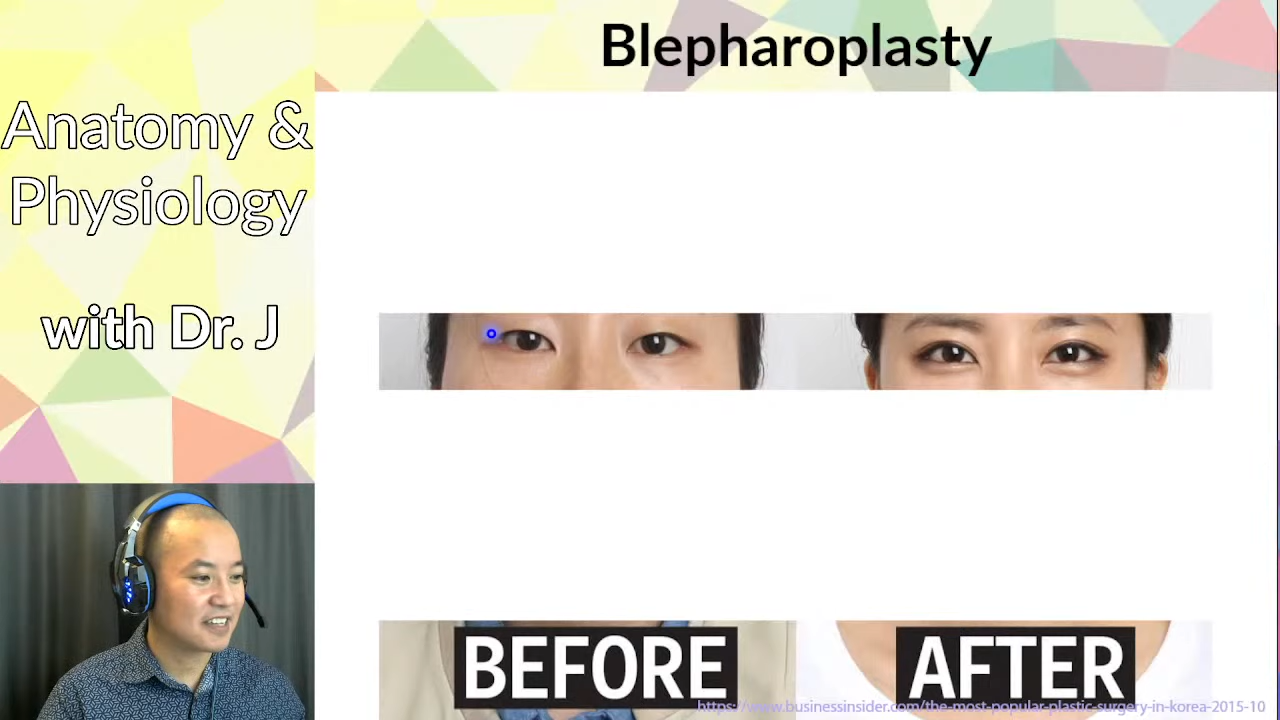 Blepharoplasty
Anatomy &
Physiology
with Dr. J
BEFORE
AFTER
https://www.businessinsider.com/the-most-popular-plastic-surgery-in-korea-2015-10